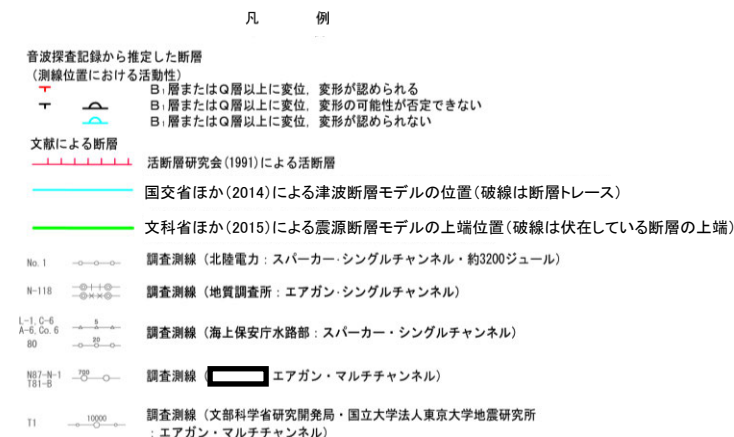 凡 例
音波探査記録から推定した断層
（測線位置における活動性）
B₁層またはQ層以上に変位，変形が認められる
B₁層またはQ層以上に変位，変形の可能性が否定できない
B₁層またはQ層以上に変位，変形が認められない
文献による断層
活断層研究会(1991)による活断層
国交省ほか(2014)による津波断層モデルの位置(破線は断層トレース)
文科省ほか(2015)による震源断層モデルの上端位置(破線は伏在している断層の上端)
No. 1 調査測線（北陸電力：スパーカー・シングルチャンネル・約3200ジュール）
N-118 調査測線（地質調査所：エアガン・シングルチャンネル）
L-1, C-6 5
A-6, Co. 6 調査測線（海上保安庁水路部：スパーカー・シングルチャンネル）
80 20
N87-N-1 700 調査測線（ エアガン・マルチチャンネル）
T81-B
T1 10000 調査測線（文部科学省研究開発局・国立大学法人東京大学地震研究所
：エアガン・マルチチャンネル）